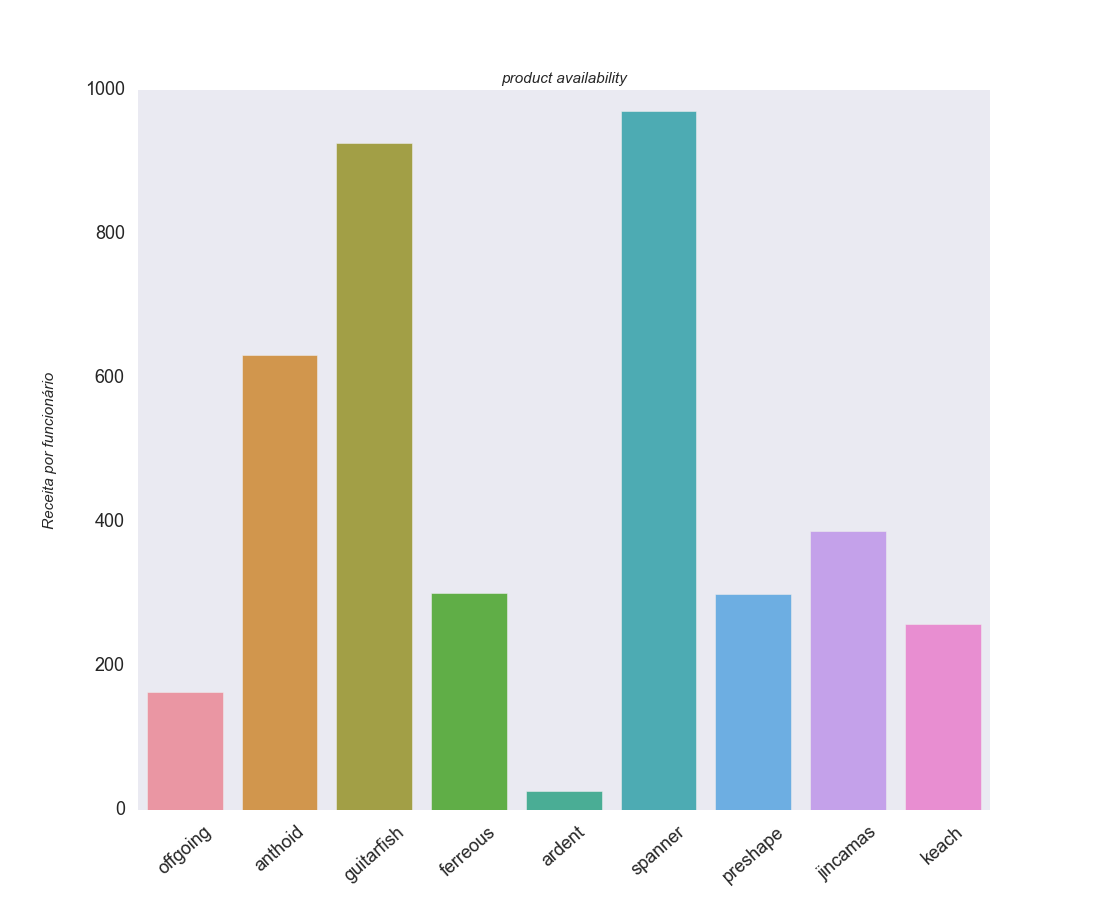 product availability
Receita por funcionário
1000
800
600
400
200
0
offgoing
anthoid
guitarfish
ferreous
ardent
spanner
preshape
jincamas
keach